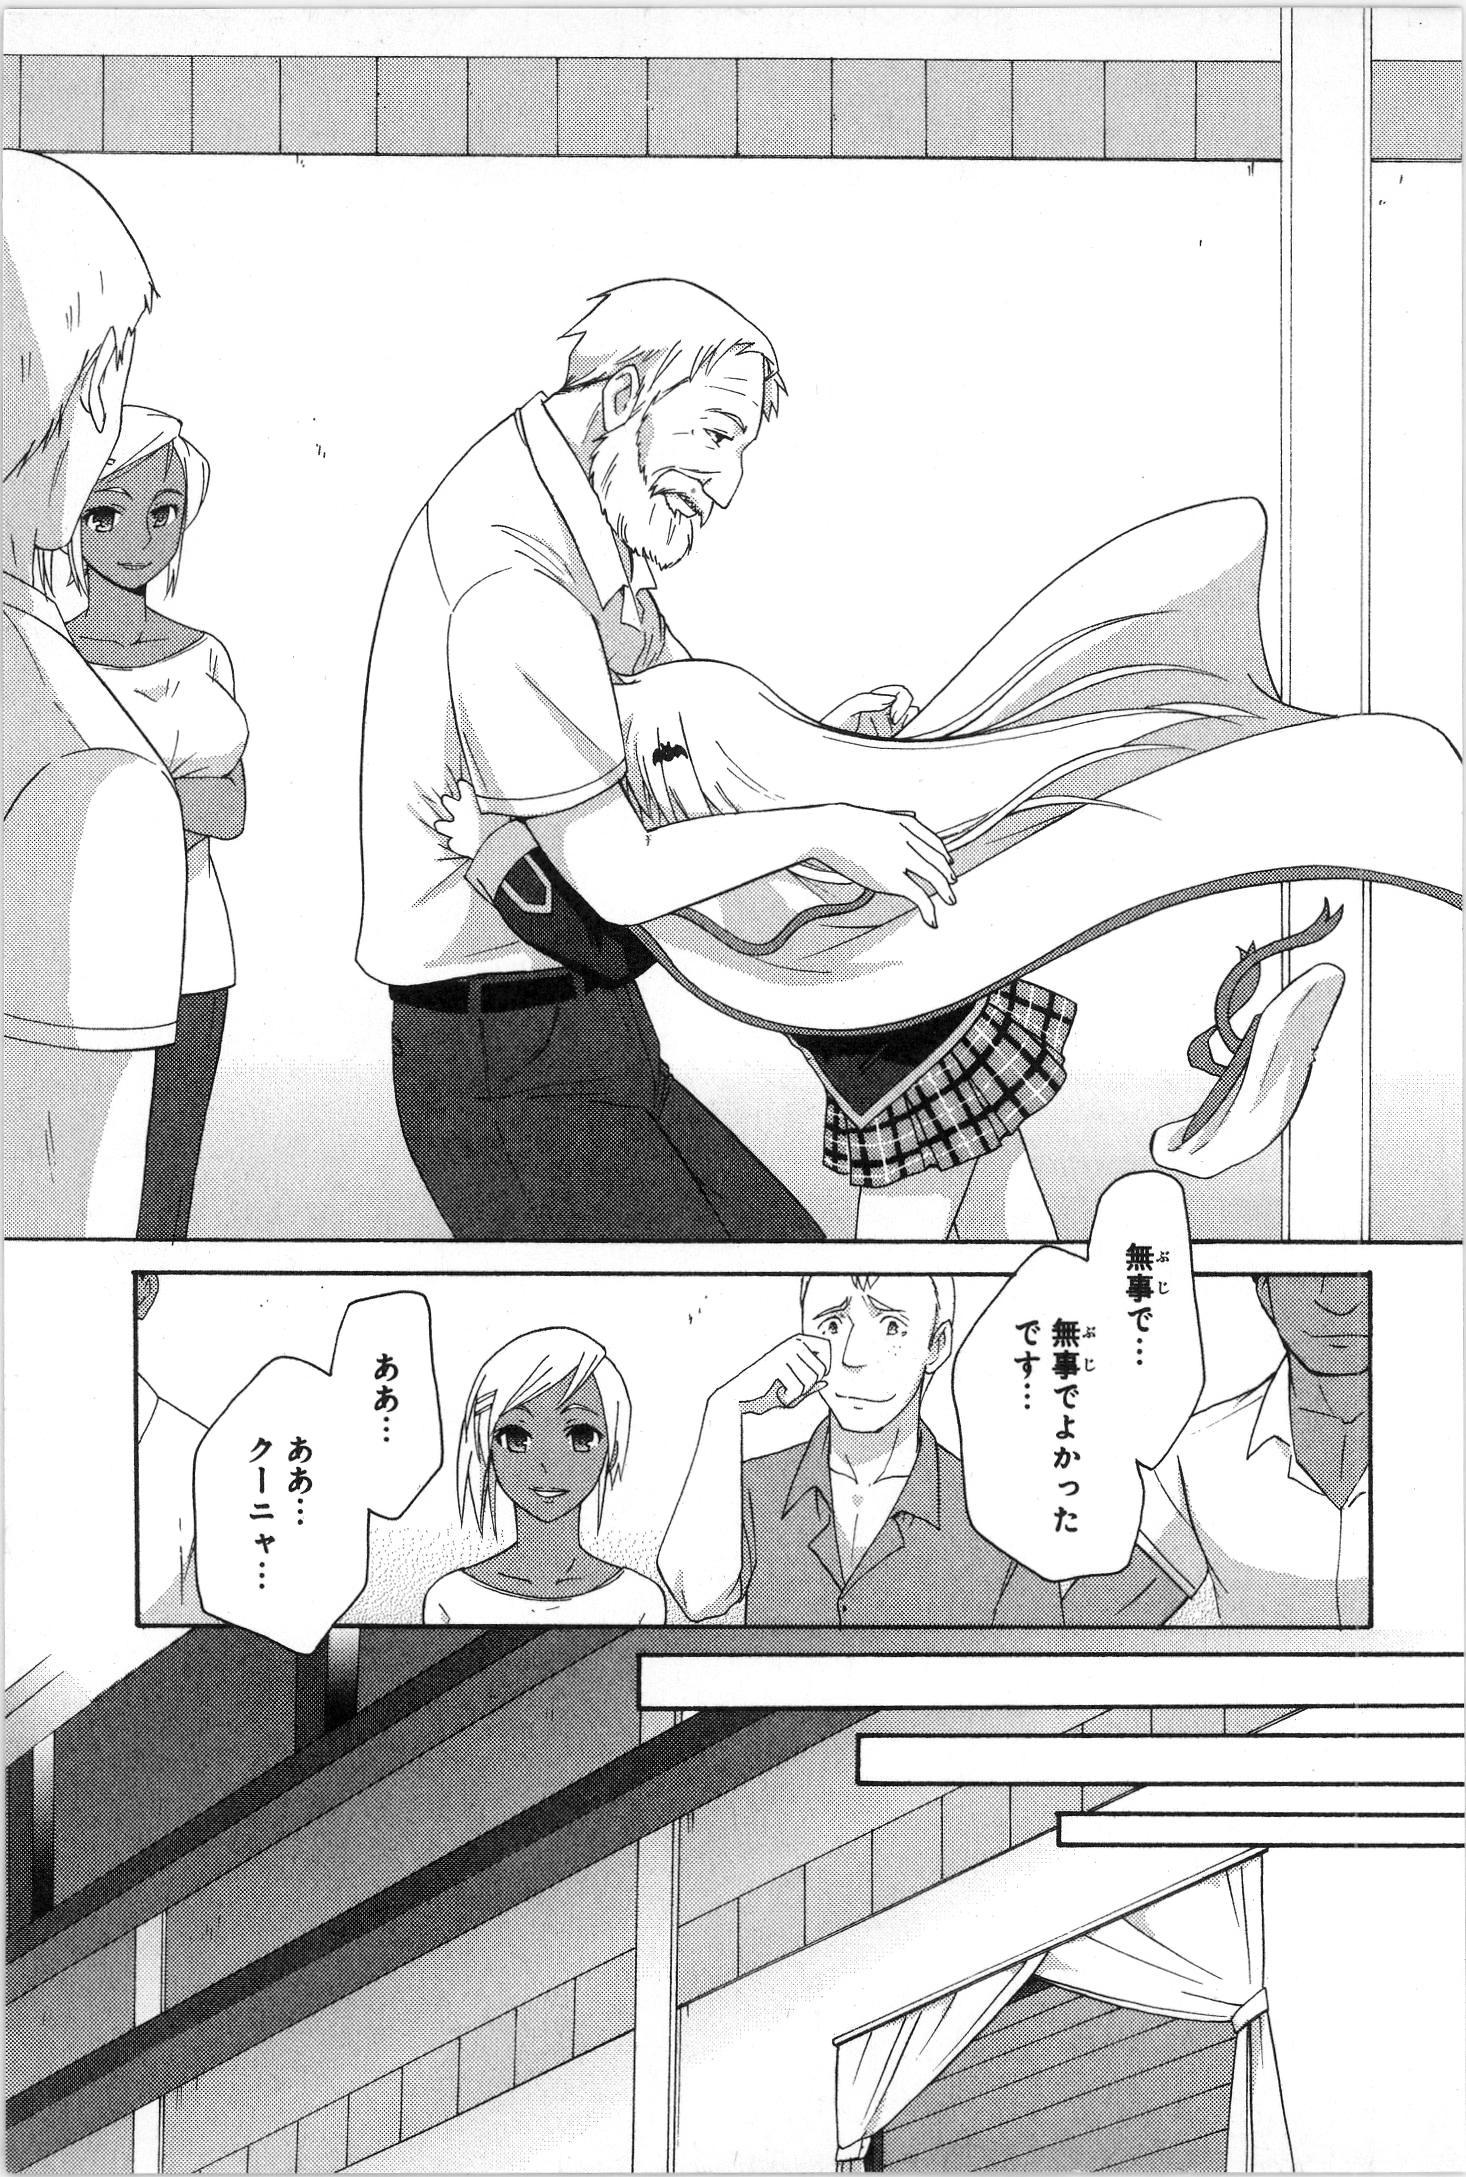 無事で…
無事でよかった
です…
ああ…
ああ…
クーニャ…